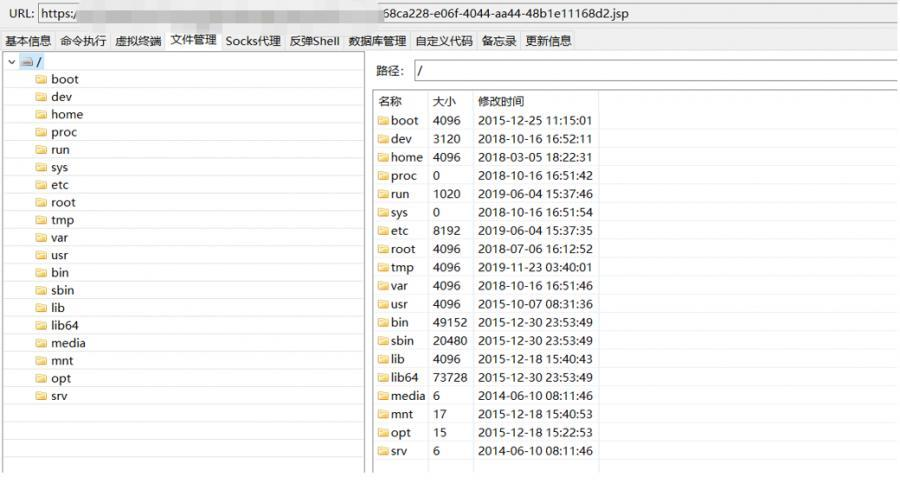 URL: https:/ 68ca228-e06f-4044-aa44-48b1e11168d2.jsp
基本信息 命令执行 虚拟终端 文件管理 Socks代理 反弹Shell 数据库管理 自定义代码 备忘录 更新信息
/
boot
dev
home
proc
run
sys
etc
root
tmp
var
usr
bin
sbin
lib
lib64
media
mnt
opt
srv
路径: /
名称 大小 修改时间
boot 4096 2015-12-25 11:15:01
dev 3120 2018-10-16 16:52:11
home 4096 2018-03-05 18:22:31
proc 0 2018-10-16 16:51:42
run 1020 2019-06-04 15:37:46
sys 0 2018-10-16 16:51:54
etc 8192 2019-06-04 15:37:35
root 4096 2018-07-06 16:12:52
tmp 4096 2019-11-23 03:40:01
var 4096 2018-10-16 16:51:46
usr 4096 2015-10-07 08:31:36
bin 49152 2015-12-30 23:53:49
sbin 20480 2015-12-30 23:53:49
lib 4096 2015-12-18 15:40:43
lib64 73728 2015-12-30 23:53:49
media 6 2014-06-10 08:11:46
mnt 17 2015-12-18 15:40:53
opt 15 2015-12-18 15:22:53
srv 6 2014-06-10 08:11:46